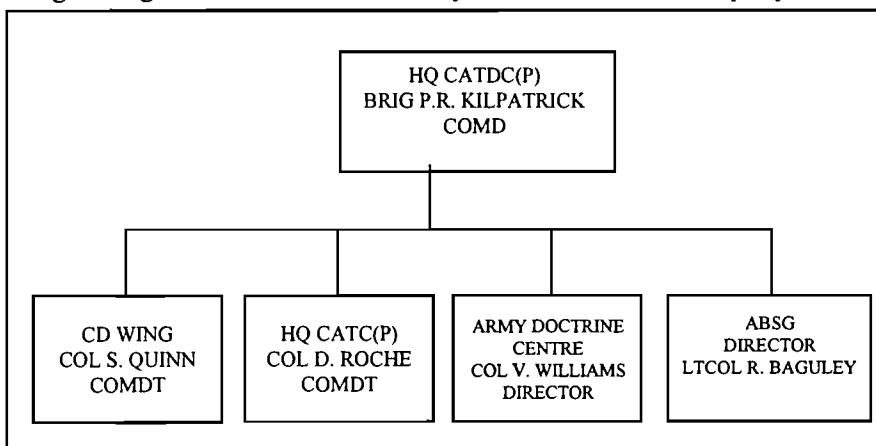 HQ CATDC(P)
BRIG P.R. KILPATRICK
COMD
CD WING
COL S. QUINN
COMDT
HQ CATC(P)
COL D. ROCHE
COMDT
ARMY DOCTRINE
CENTRE
COL V. WILLIAMS
DIRECTOR
ABSG
DIRECTOR
LTCOL R. BAGULEY